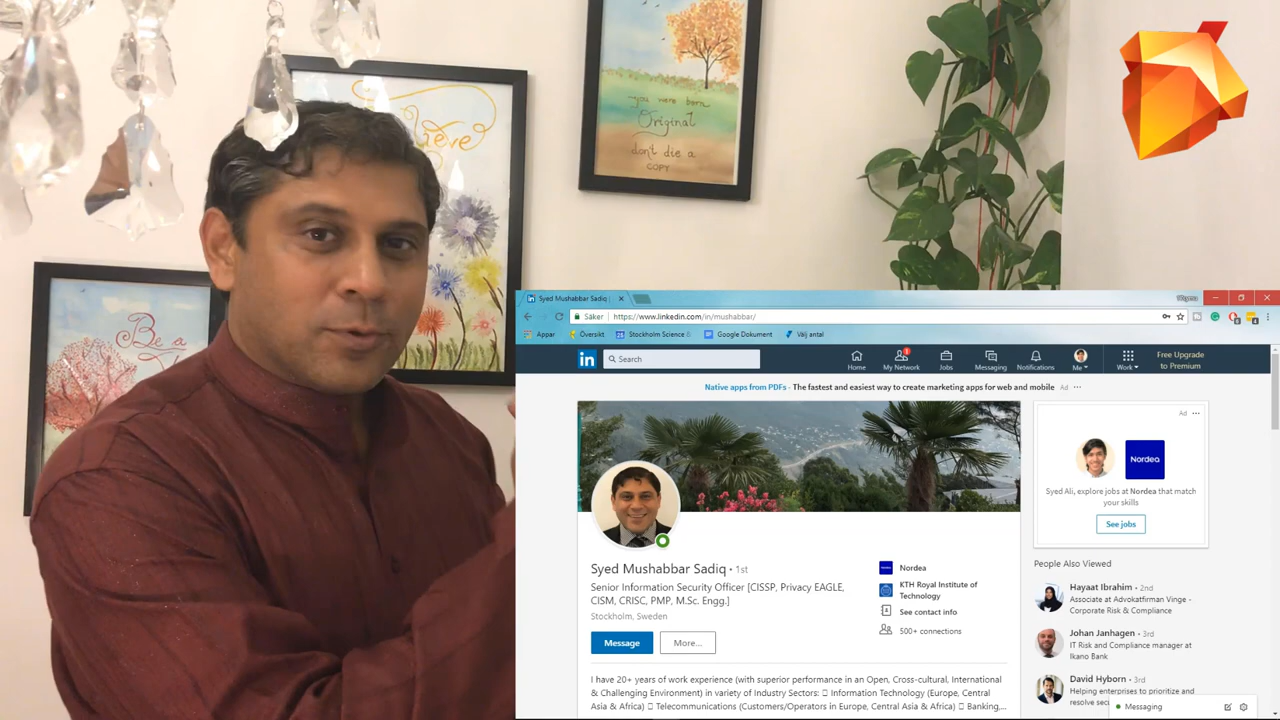 Believe
you were born
Original
don't die a
COPY
Be a
Syed Mushabbar Sadiq |
Säker | https://www.linkedin.com/in/mushabbar/
Appar
Översikt
Stockholm Science &
Google Dokument
Välj antal
in
Search
Home
My Network
1
Jobs
Messaging
Notifications
Me
Work
Free Upgrade
to Premium
Native apps from PDFs - The fastest and easiest way to create marketing apps for web and mobile Ad ...
Ad ...
Nordea
Syed Ali, explore jobs at Nordea that match
your skills
See jobs
Syed Mushabbar Sadiq • 1st
Senior Information Security Officer [CISSP, Privacy EAGLE,
CISM, CRISC, PMP, M.Sc. Engg.]
Stockholm, Sweden
Message
More...
Nordea
KTH Royal Institute of
Technology
See contact info
500+ connections
I have 20+ years of work experience (with superior performance in an Open, Cross-cultural, International
& Challenging Environment) in variety of Industry Sectors: ▯ Information Technology (Europe, Central
Asia & Africa) ▯ Telecommunications (Customers/Operators in Europe, Central Asia & Africa) ▯ Banking,...
People Also Viewed
Hayaat Ibrahim • 2nd
Associate at Advokatfirman Vinge -
Corporate Risk & Compliance
Johan Janhagen • 3rd
IT Risk and Compliance manager at
Ikano Bank
David Hyborn • 3rd
Helping enterprises to prioritize and
resolve sec
Messaging